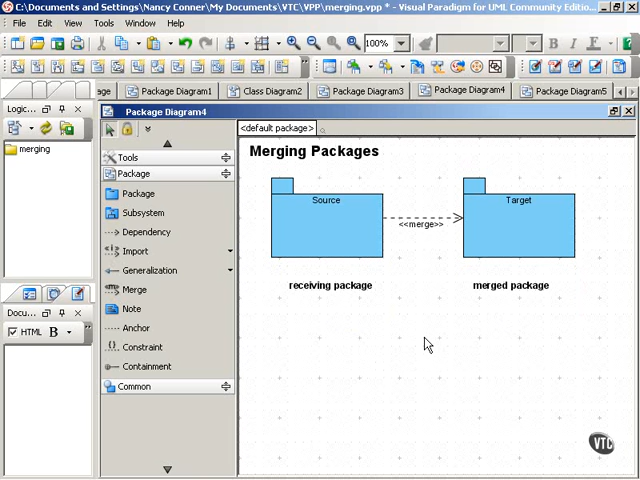 C:\Documents and Settings\Nancy Conner\My Documents\VTC\VPP\merging.vpp * - Visual Paradigm for UML Community Edition...
File Edit View Tools Window Help
100%
B I
age Package Diagram1 Class Diagram2 Package Diagram3 Package Diagram4 Package Diagram5
Logic...
merging
Package Diagram4
<default package>
Tools
Package
Package
Subsystem
Dependency
Import
Generalization
Merge
Note
Anchor
Constraint
Containment
Common
Merging Packages
Source
<<merge>>
Target
receiving package
merged package
Docu...
HTML B
VTC